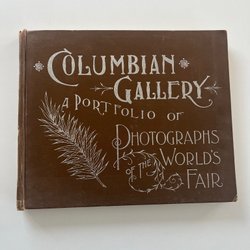 COLUMBIAN
GALLERY
A PORTFOLIO OF
PHOTOGRAPHS
OF THE WORLD'S
FAIR